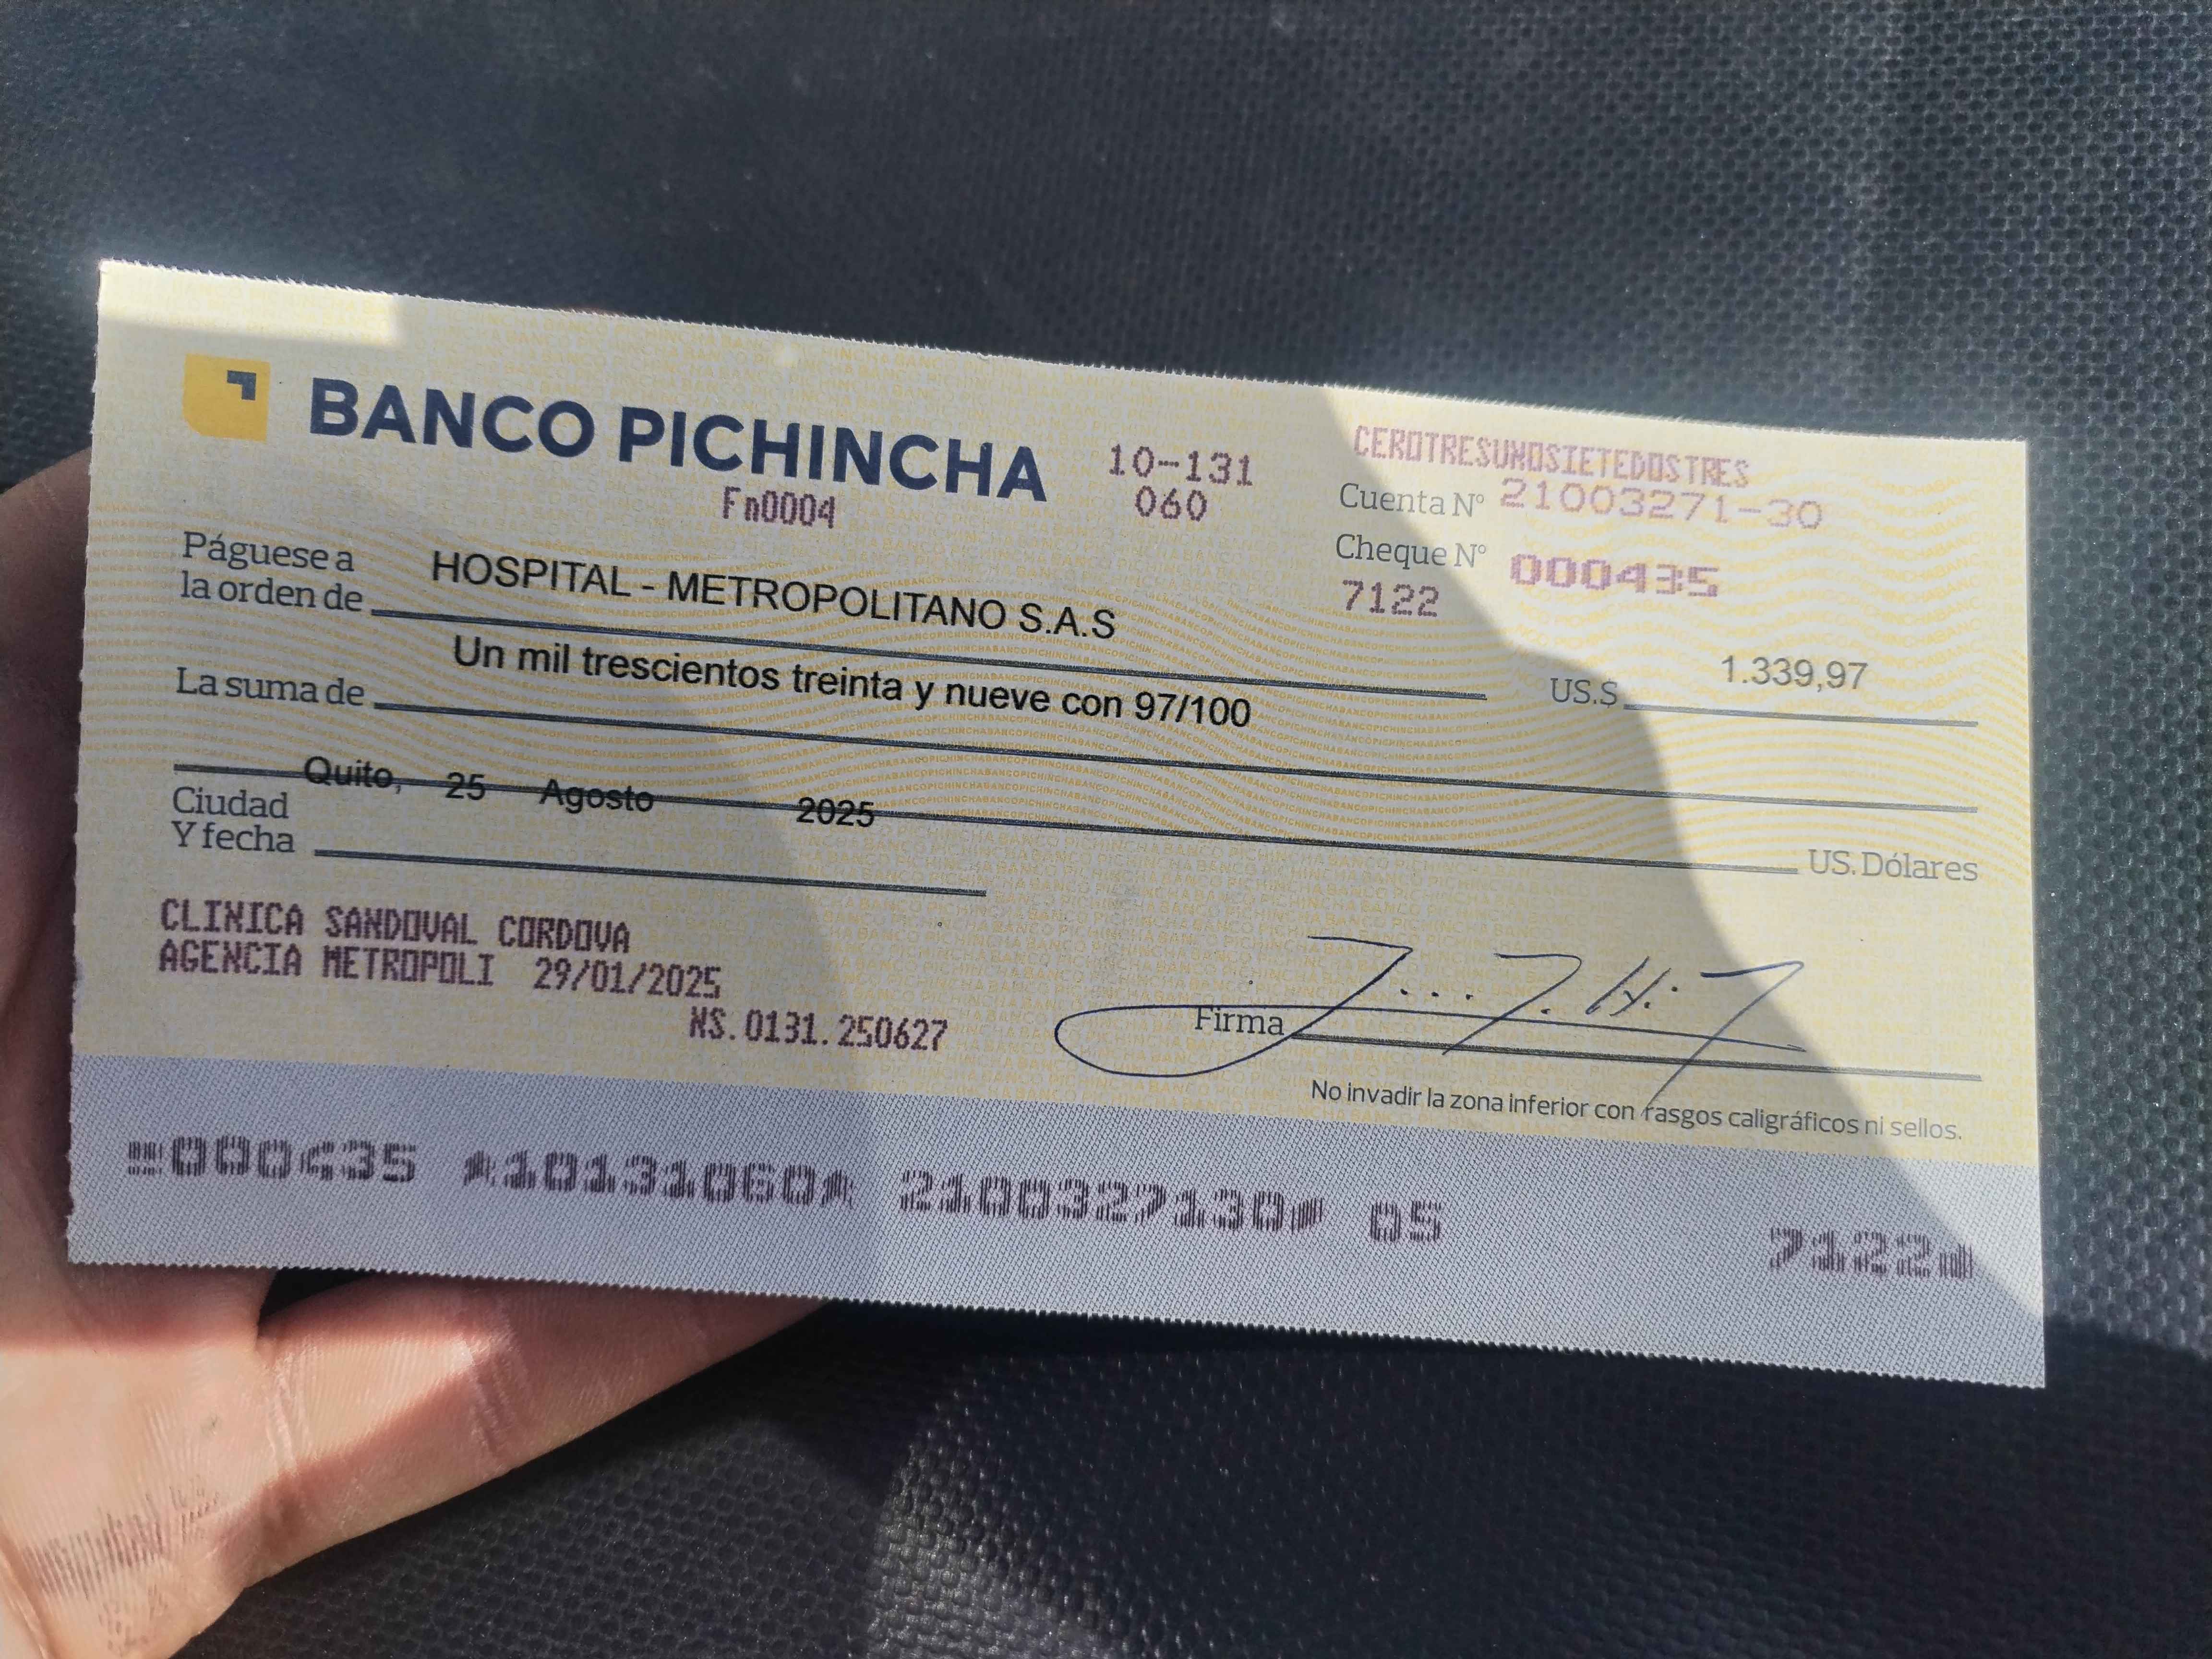 BANCO PICHINCHA
Fn0004
10-131
060
CEROTRESUNOSIETEDOSTRES
Cuenta Nº 21003271-30
Cheque Nº 000435
7122
Páguese a
la orden de HOSPITAL - METROPOLITANO S.A.S
US.$ 1.339,97
La suma de Un mil trescientos treinta y nueve con 97/100
Quito, 25 Agosto 2025
US. Dólares
Ciudad
Y fecha
CLINICA SANDOVAL CORDOVA
AGENCIA METROPOLI 29/01/2025
NS.0131.250627
Firma
No invadir la zona inferior con rasgos caligráficos ni sellos.
000435 10131060 2100327130 05 7122